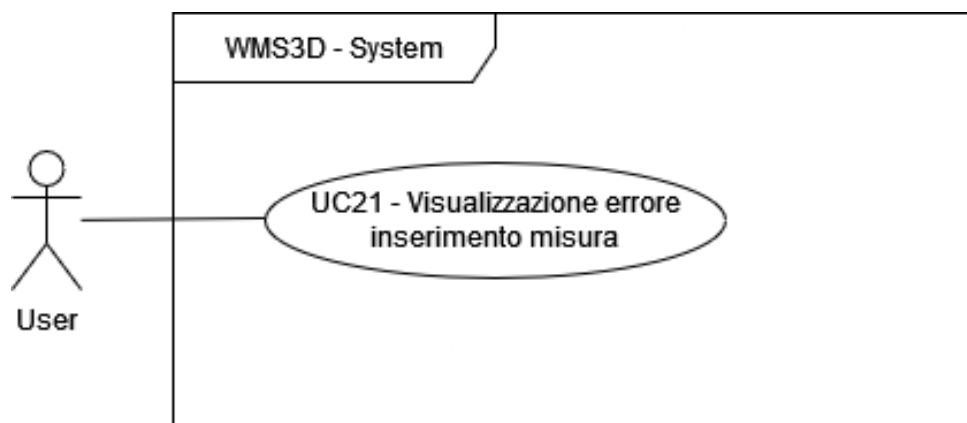 WMS3D - System
UC21 - Visualizzazione errore
inserimento misura
User